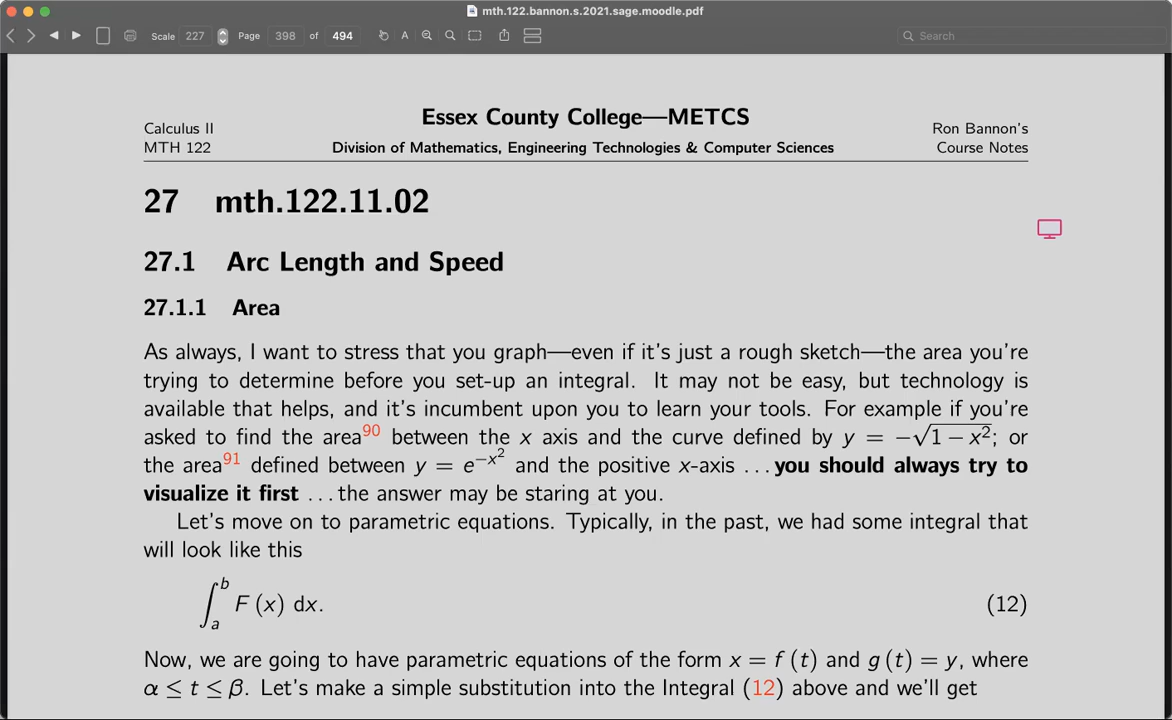 mth.122.bannon.s.2021.sage.moodle.pdf
Scale 227 Page 398 of 494 A Search
Essex County College—METCS
Calculus II
Ron Bannon's
MTH 122
Division of Mathematics, Engineering Technologies & Computer Sciences
Course Notes
27 mth.122.11.02
27.1 Arc Length and Speed
27.1.1 Area
As always, I want to stress that you graph—even if it's just a rough sketch—the area you're
trying to determine before you set-up an integral. It may not be easy, but technology is
available that helps, and it's incumbent upon you to learn your tools. For example if you're
asked to find the area⁹⁰ between the x axis and the curve defined by y = −√(1 − x²); or
the area⁹¹ defined between y = e^{−x²} and the positive x-axis ... you should always try to
visualize it first ... the answer may be staring at you.
Let's move on to parametric equations. Typically, in the past, we had some integral that
will look like this
∫_a^b F (x) dx. (12)
Now, we are going to have parametric equations of the form x = f (t) and g (t) = y, where
α ≤ t ≤ β. Let's make a simple substitution into the Integral (12) above and we'll get